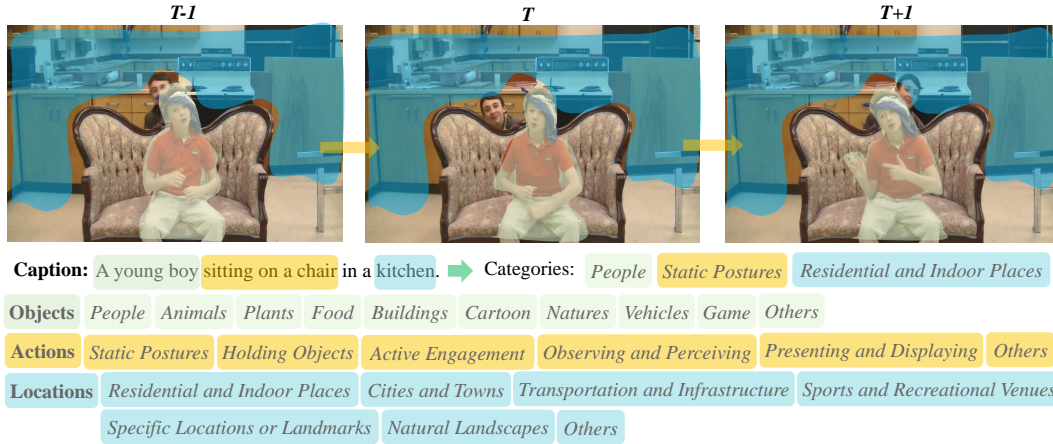 T-1 T T+1
Caption: A young boy sitting on a chair in a kitchen. Categories: People Static Postures Residential and Indoor Places
Objects People Animals Plants Food Buildings Cartoon Natures Vehicles Game Others
Actions Static Postures Holding Objects Active Engagement Observing and Perceiving Presenting and Displaying Others
Locations Residential and Indoor Places Cities and Towns Transportation and Infrastructure Sports and Recreational Venues
Specific Locations or Landmarks Natural Landscapes Others